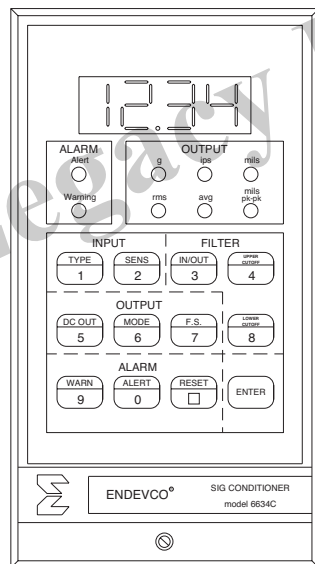 12.34
ALARM OUTPUT
Alert g ips mils
Warning rms avg mils pk-pk
INPUT FILTER
TYPE SENS IN/OUT UPPER CUTOFF
1 2 3 4
OUTPUT
DC OUT MODE F.S. LOWER CUTOFF
5 6 7 8
ALARM
WARN ALERT RESET ENTER
9 0
ENDEVCO® SIG CONDITIONER
model 6634C
Legacy